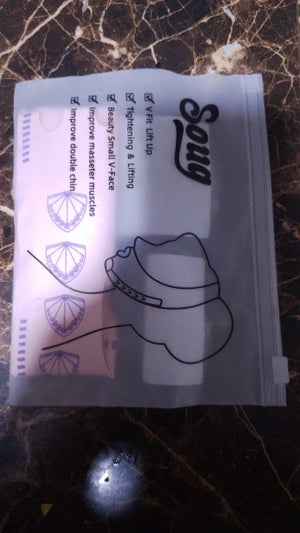 Soug
V Fit Lift Up
Tightening & Lifting
Beauty Small V-Face
Improve masseter muscles
Improve double chin